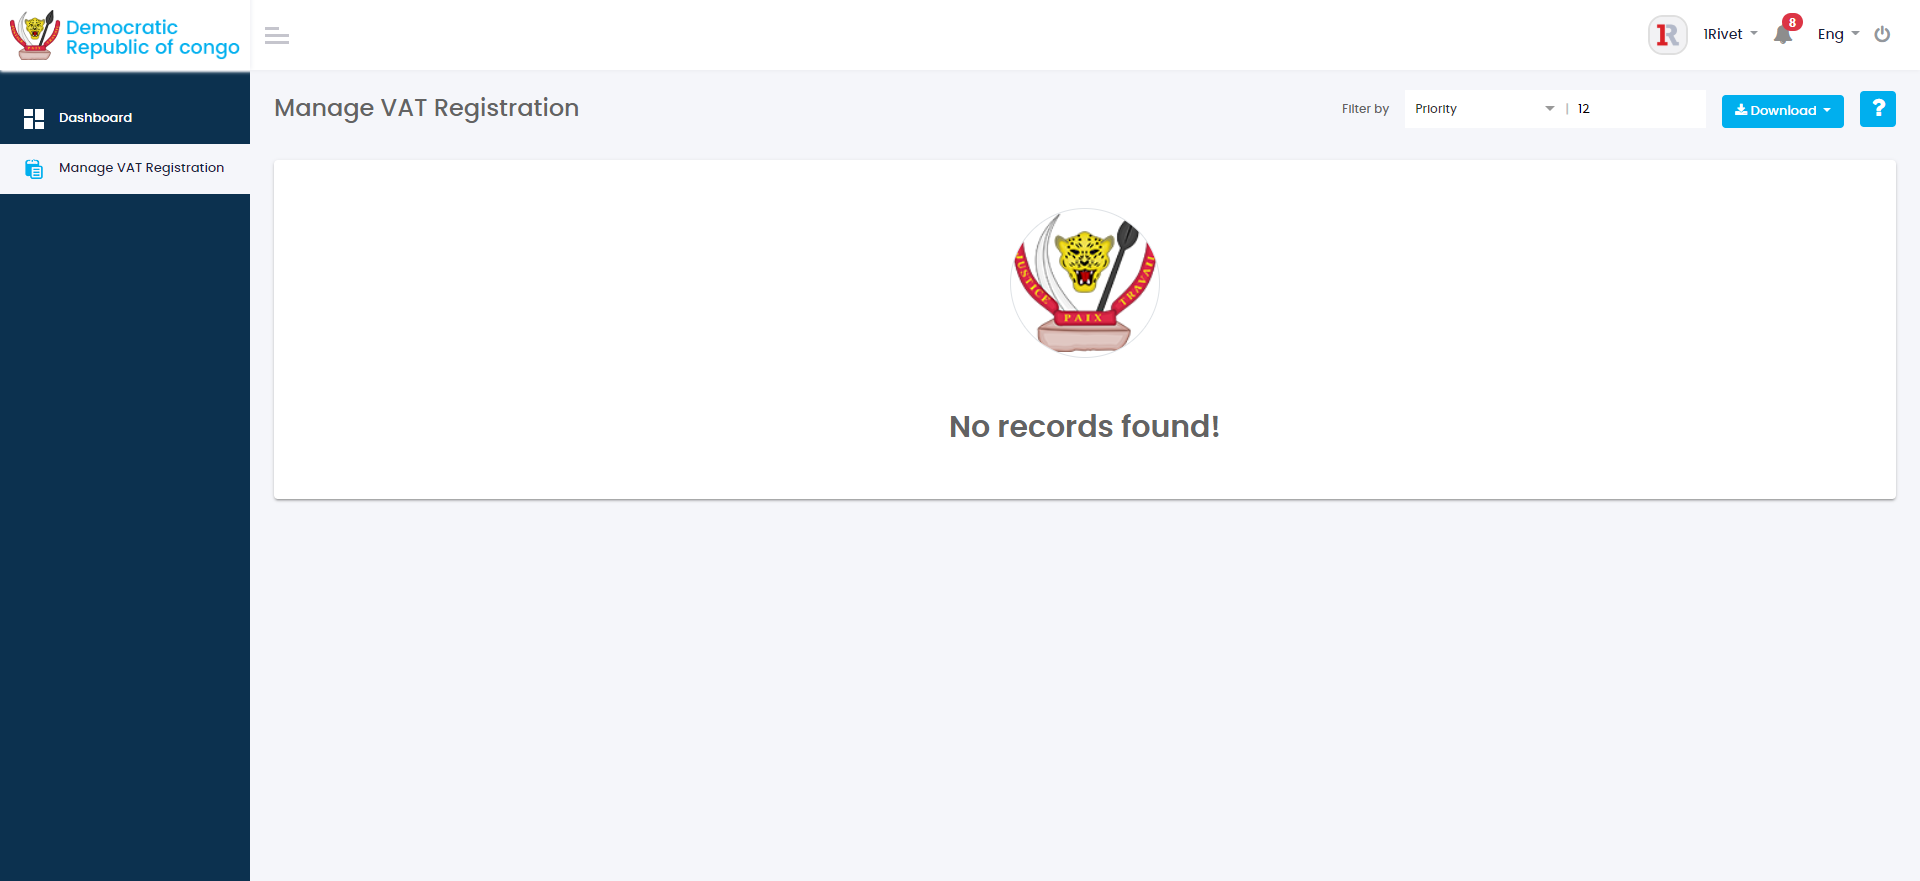 Democratic
Republic of congo
1Rivet
8
Eng
Dashboard
Manage VAT Registration
Manage VAT Registration
Filter by
Priority
| 12
Download
?
JUSTICE
PAIX
TRAVAIL
No records found!